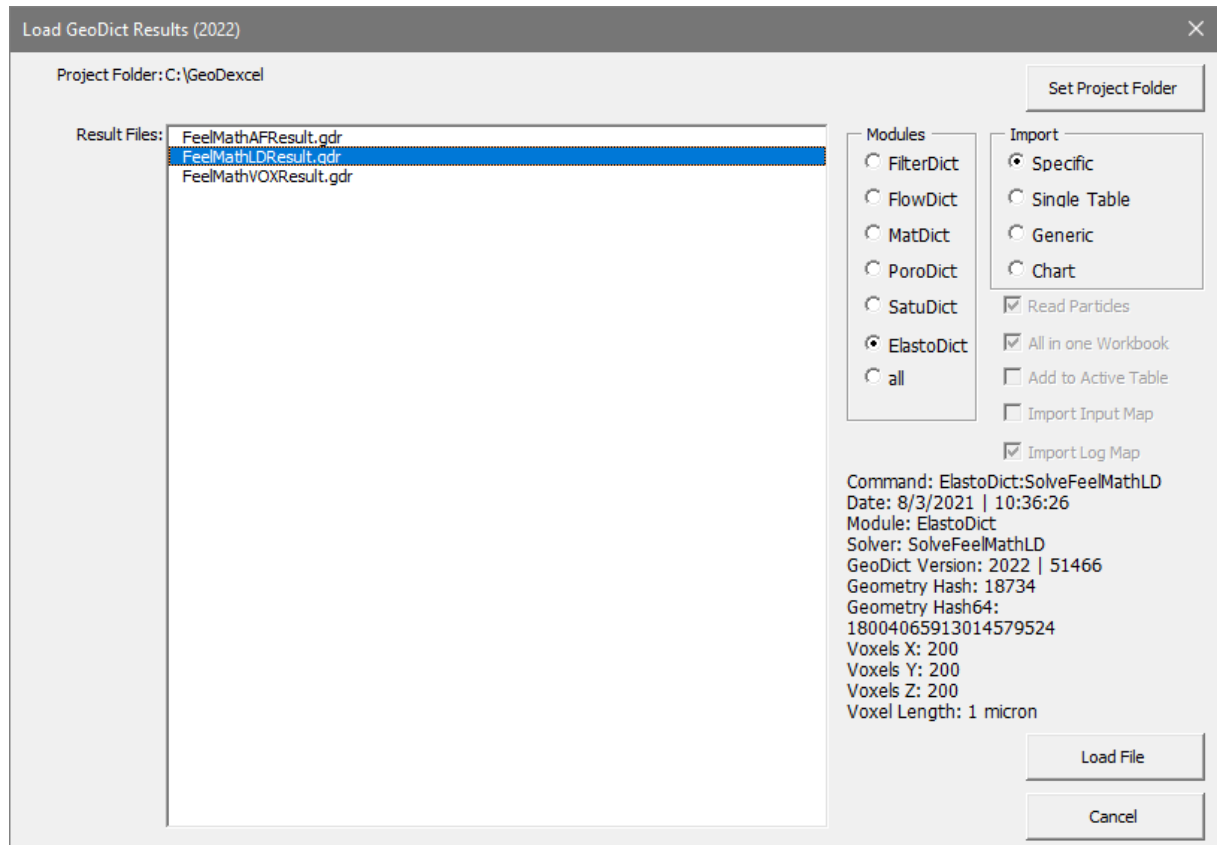 Load GeoDict Results (2022)
Project Folder: C:\GeoDexcel
Set Project Folder
Result Files:
FeelMathAFResult.gdr
FeelMathLDResult.gdr
FeelMathVOXResult.gdr
Modules
FilterDict
FlowDict
MatDict
PoroDict
SatuDict
ElastoDict
all
Import
Specific
Single Table
Generic
Chart
Read Particles
All in one Workbook
Add to Active Table
Import Input Map
Import Log Map
Command: ElastoDict:SolveFeelMathLD
Date: 8/3/2021 | 10:36:26
Module: ElastoDict
Solver: SolveFeelMathLD
GeoDict Version: 2022 | 51466
Geometry Hash: 18734
Geometry Hash64:
18004065913014579524
Voxels X: 200
Voxels Y: 200
Voxels Z: 200
Voxel Length: 1 micron
Load File
Cancel